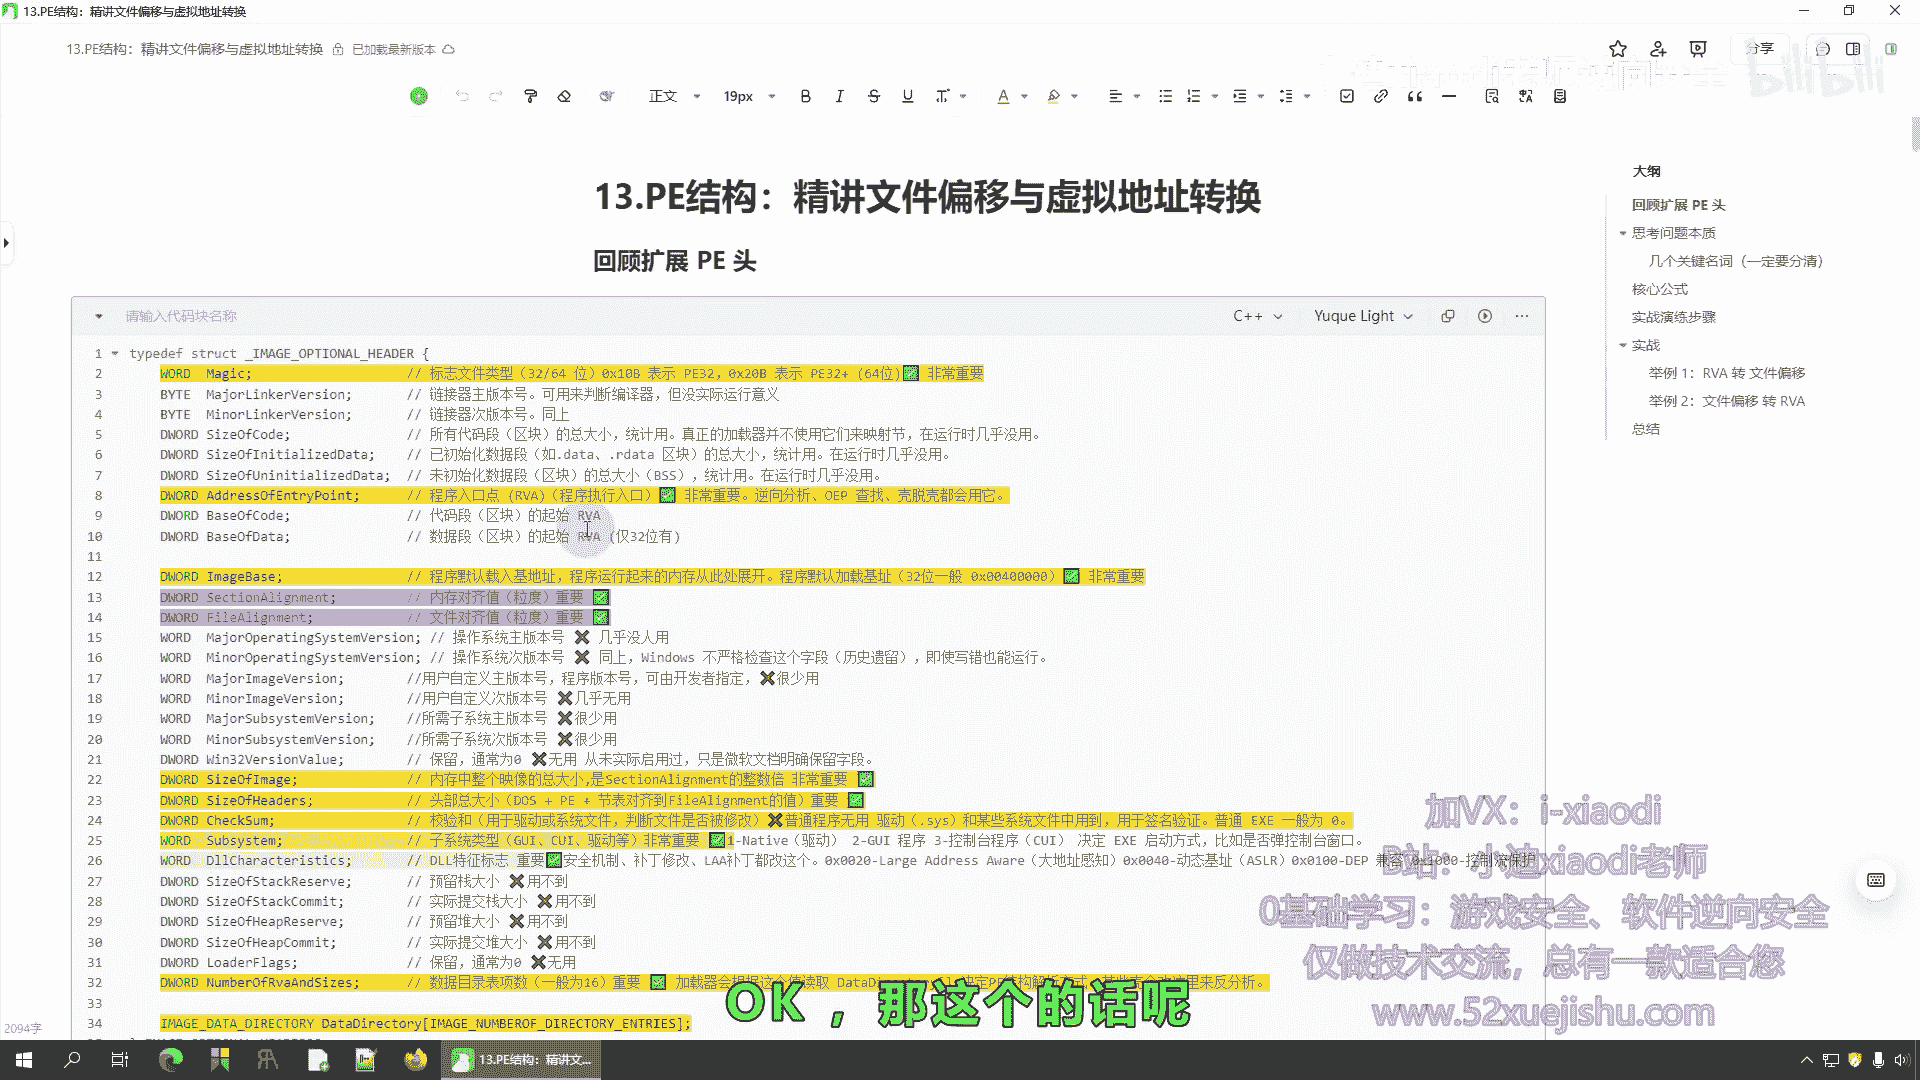 13.PE结构：精讲文件偏移与虚拟地址转换
13.PE结构：精讲文件偏移与虚拟地址转换 已加载最新版本
分享
bilibili
正文 19px
13.PE结构：精讲文件偏移与虚拟地址转换
回顾扩展 PE 头
大纲
回顾扩展 PE 头
思考问题本质
几个关键名词（一定要分清）
核心公式
实战演练步骤
实战
举例 1：RVA 转 文件偏移
举例 2：文件偏移 转 RVA
总结
请输入代码块名称 C++ Yuque Light
1 typedef struct _IMAGE_OPTIONAL_HEADER {
2 WORD Magic; // 标志文件类型（32/64 位）0x10B 表示 PE32，0x20B 表示 PE32+ (64位)✅ 非常重要
3 BYTE MajorLinkerVersion; // 链接器主版本号。可用来判断编译器，但没实际运行意义
4 BYTE MinorLinkerVersion; // 链接器次版本号。同上
5 DWORD SizeOfCode; // 所有代码段（区块）的总大小，统计用。真正的加载器并不使用它们来映射节，在运行时几乎没用。
6 DWORD SizeOfInitializedData; // 已初始化数据段（如.data、.rdata 区块）的总大小，统计用。在运行时几乎没用。
7 DWORD SizeOfUninitializedData; // 未初始化数据段（区块）的总大小（BSS），统计用。在运行时几乎没用。
8 DWORD AddressOfEntryPoint; // 程序入口点 (RVA)（程序执行入口）✅ 非常重要。逆向分析、OEP 查找、壳脱壳都会用它。
9 DWORD BaseOfCode; // 代码段（区块）的起始 RVA
10 DWORD BaseOfData; // 数据段（区块）的起始 RVA (仅32位有)
11
12 DWORD ImageBase; // 程序默认载入基地址，程序运行起来的内存从此处展开。程序默认加载基址（32位一般 0x00400000）✅ 非常重要
13 DWORD SectionAlignment; // 内存对齐值（粒度）重要 ✅
14 DWORD FileAlignment; // 文件对齐值（粒度）重要 ✅
15 WORD MajorOperatingSystemVersion; // 操作系统主版本号 ❌ 几乎没人用
16 WORD MinorOperatingSystemVersion; // 操作系统次版本号 ❌ 同上，Windows 不严格检查这个字段（历史遗留），即使写错也能运行。
17 WORD MajorImageVersion; //用户自定义主版本号，程序版本号，可由开发者指定，❌很少用
18 WORD MinorImageVersion; //用户自定义次版本号 ❌几乎无用
19 WORD MajorSubsystemVersion; //所需子系统主版本号 ❌很少用
20 WORD MinorSubsystemVersion; //所需子系统次版本号 ❌很少用
21 DWORD Win32VersionValue; // 保留，通常为0 ❌无用 从未实际启用过，只是微软文档明确保留字段。
22 DWORD SizeOfImage; // 内存中整个映像的总大小,是SectionAlignment的整数倍 非常重要 ✅
23 DWORD SizeOfHeaders; // 头部总大小（DOS + PE + 节表对齐到FileAlignment的值）重要 ✅
24 DWORD CheckSum; // 校验和（用于驱动或系统文件，判断文件是否被修改）❌普通程序无用 驱动（.sys）和某些系统文件中用到，用于签名验证。普通 EXE 一般为 0。
25 WORD Subsystem; // 子系统类型（GUI、CUI、驱动等）非常重要 ✅1-Native（驱动） 2-GUI 程序 3-控制台程序（CUI） 决定 EXE 启动方式，比如是否弹控制台窗口。
26 WORD DllCharacteristics; // DLL特征标志 重要✅安全机制、补丁修改、LAA补丁都改这个。0x0020-Large Address Aware（大地址感知）0x0040-动态基址（ASLR）0x0100-DEP 兼容 0x1000-控制流保护
27 DWORD SizeOfStackReserve; // 预留栈大小 ❌用不到
28 DWORD SizeOfStackCommit; // 实际提交栈大小 ❌用不到
29 DWORD SizeOfHeapReserve; // 预留堆大小 ❌用不到
30 DWORD SizeOfHeapCommit; // 实际提交堆大小 ❌用不到
31 DWORD LoaderFlags; // 保留，通常为0 ❌无用
32 DWORD NumberOfRvaAndSizes; // 数据目录表项数（一般为16）重要 ✅ 加载器会根据这个值读取
33
34 IMAGE_DATA_DIRECTORY DataDirectory[IMAGE_NUMBEROF_DIRECTORY_ENTRIES];
加VX：i-xiaodi
B站：小迪xiaodi老师
0基础学习：游戏安全、软件逆向安全
仅做技术交流，总有一款适合您
www.52xuejishu.com
OK ，那这个的话呢
2094字
13.PE结构：精讲文...